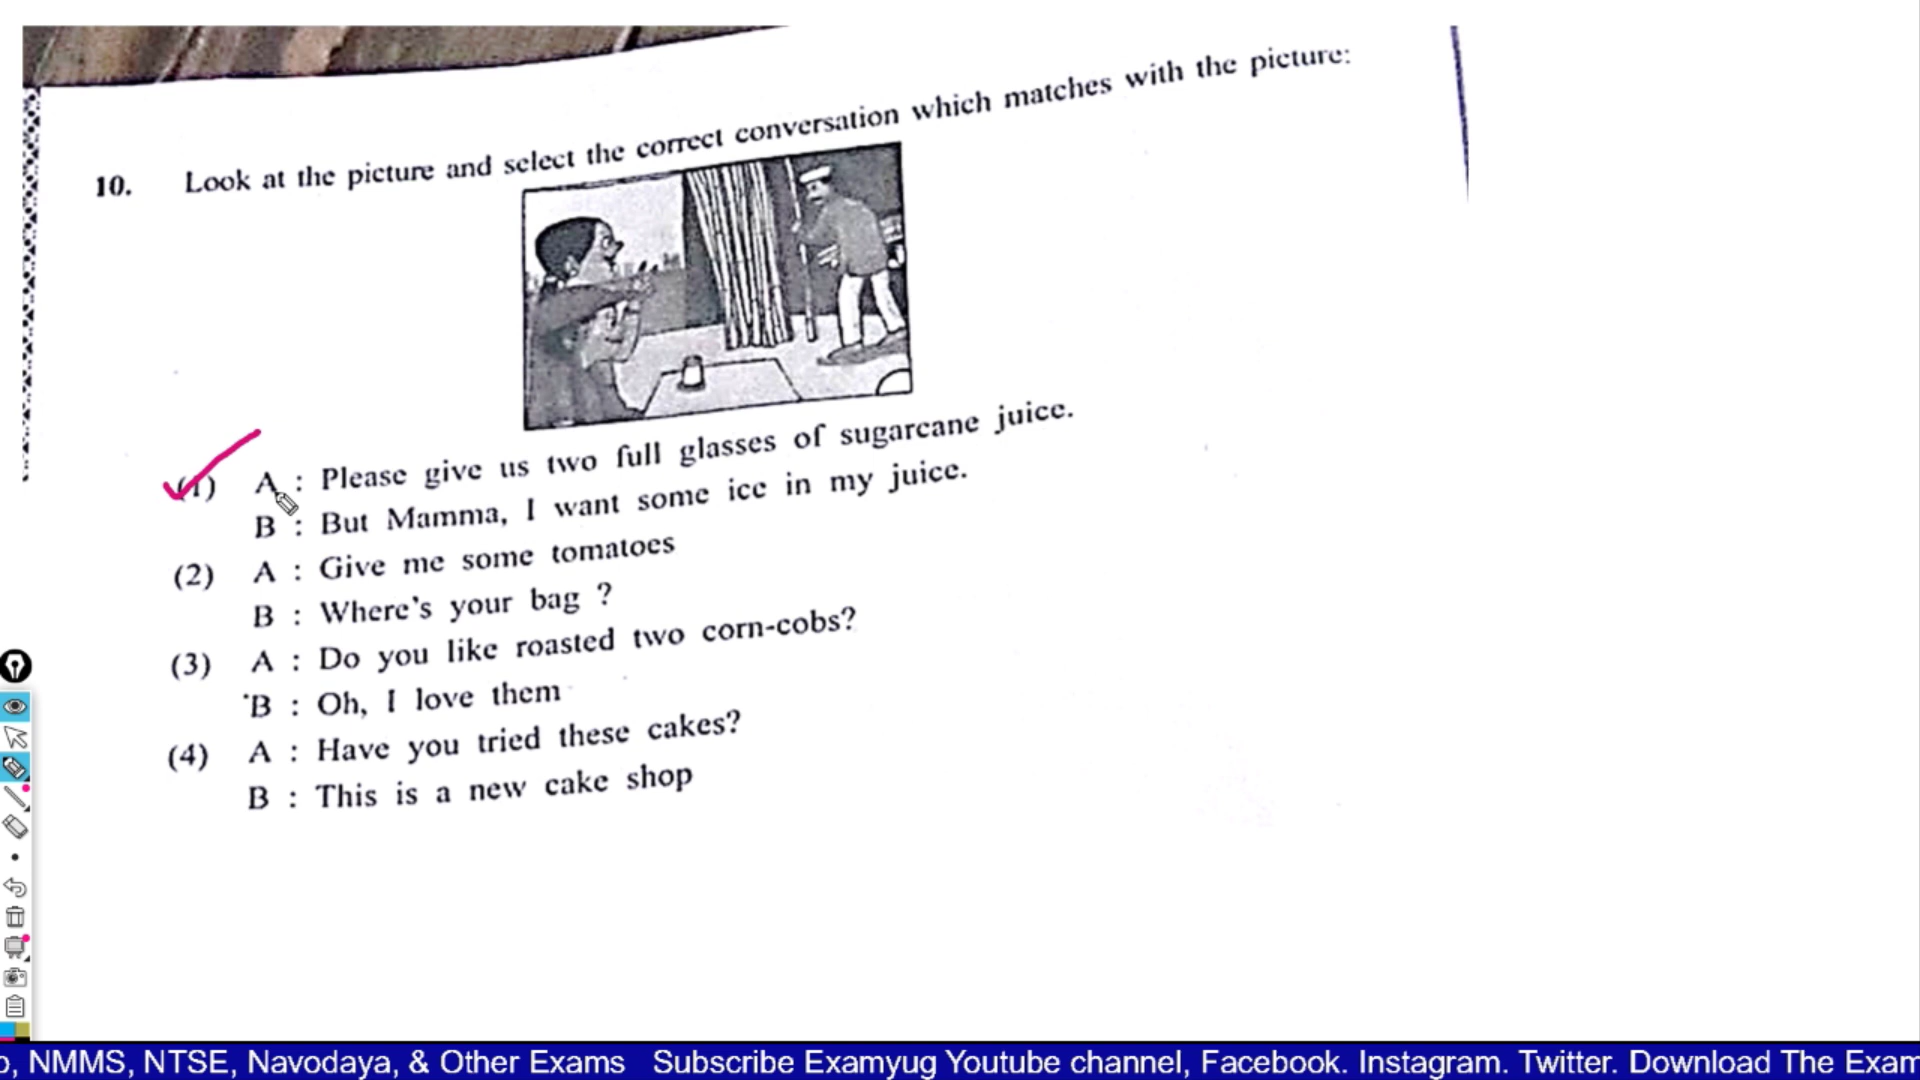 10. Look at the picture and select the correct conversation which matches with the picture:
(1) A : Please give us two full glasses of sugarcane juice.
B : But Mamma, I want some ice in my juice.
(2) A : Give me some tomatoes
B : Where's your bag ?
(3) A : Do you like roasted two corn-cobs?
B : Oh, I love them
(4) A : Have you tried these cakes?
B : This is a new cake shop
, NMMS, NTSE, Navodaya, & Other Exams Subscribe Examyug Youtube channel, Facebook. Instagram. Twitter. Download The Exam